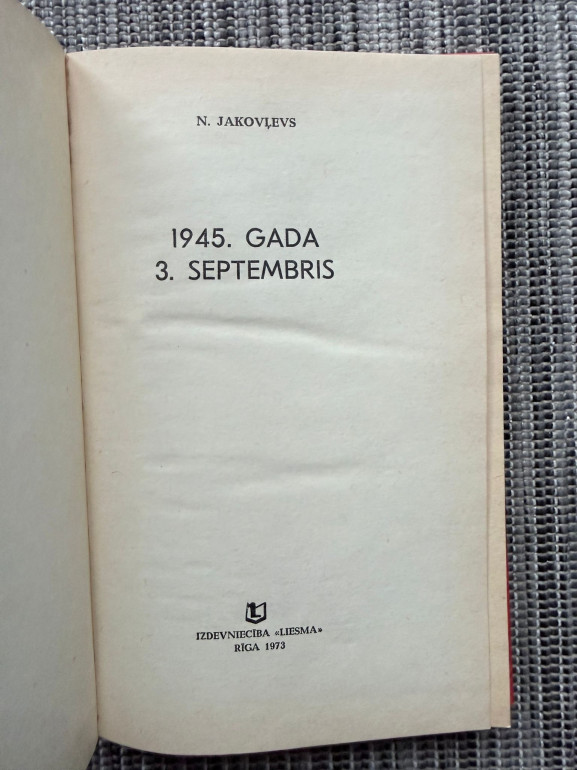 N. JAKOVĻEVS
1945. GADA
3. SEPTEMBRIS
L
IZDEVNIECĪBA «LIESMA»
RĪGA 1973